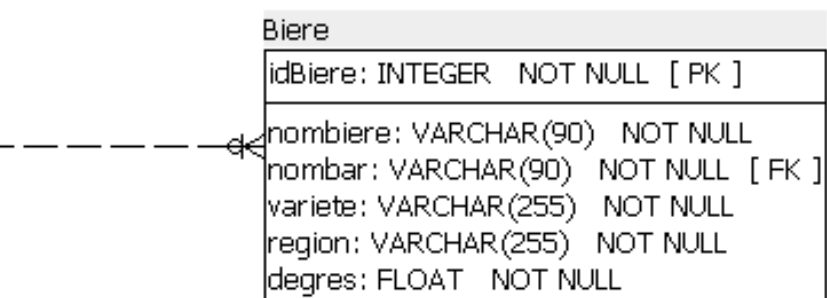 Biere
idBiere: INTEGER NOT NULL [ PK ]
nombiere: VARCHAR(90) NOT NULL
nombar: VARCHAR(90) NOT NULL [ FK ]
variete: VARCHAR(255) NOT NULL
region: VARCHAR(255) NOT NULL
degres: FLOAT NOT NULL